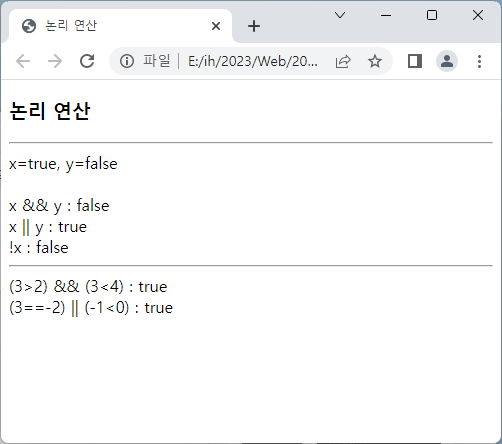 논리 연산
파일 E:/ih/2023/Web/20...
논리 연산
x=true, y=false
x && y : false
x || y : true
!x : false
(3>2) && (3<4) : true
(3==-2) || (-1<0) : true